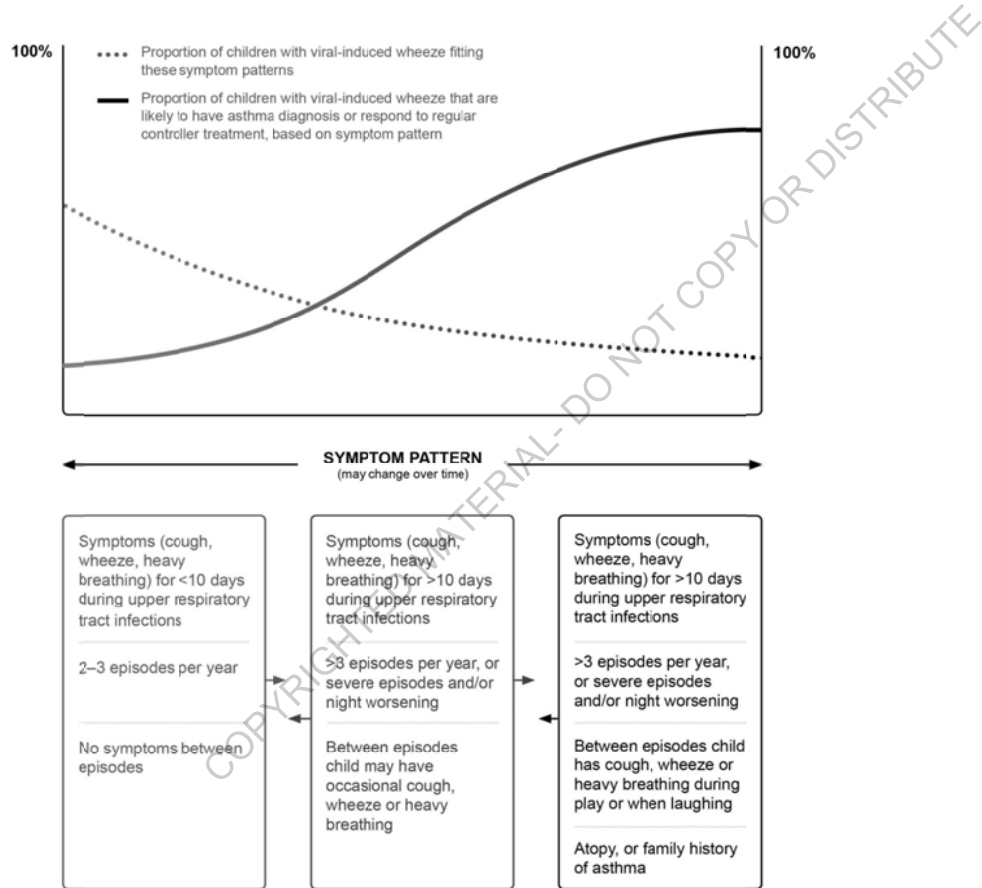 100%
Proportion of children with viral-induced wheeze fitting
these symptom patterns
Proportion of children with viral-induced wheeze that are
likely to have asthma diagnosis or respond to regular
controller treatment, based on symptom pattern
100%
SYMPTOM PATTERN
(may change over time)
Symptoms (cough,
wheeze, heavy
breathing) for <10 days
during upper respiratory
tract infections
2–3 episodes per year
No symptoms between
episodes
Symptoms (cough,
wheeze, heavy
breathing) for >10 days
during upper respiratory
tract infections
>3 episodes per year, or
severe episodes and/or
night worsening
Between episodes
child may have
occasional cough,
wheeze or heavy
breathing
Symptoms (cough,
wheeze, heavy
breathing) for >10 days
during upper respiratory
tract infections
>3 episodes per year,
or severe episodes
and/or night worsening
Between episodes child
has cough, wheeze or
heavy breathing during
play or when laughing
Atopy, or family history
of asthma
COPYRIGHTED MATERIAL- DO NOT COPY OR DISTRIBUTE